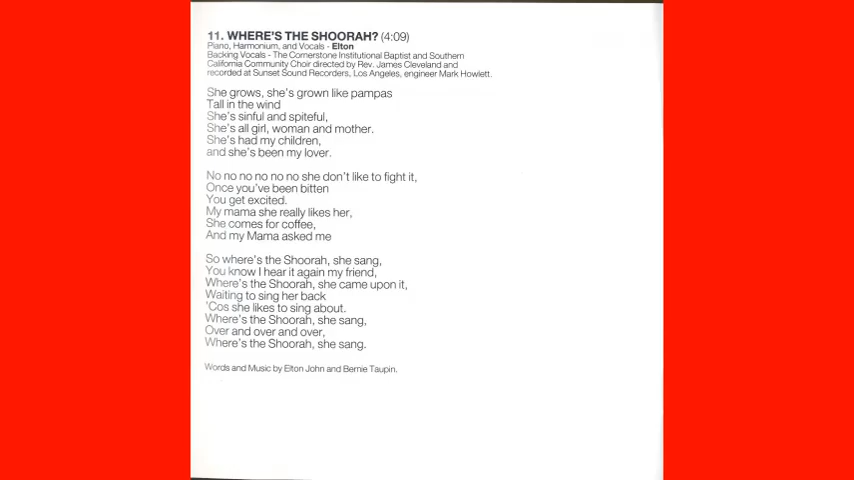 11. WHERE'S THE SHOORAH? (4:09)
Piano, Harmonium, and Vocals - Elton
Backing Vocals - The Cornerstone Institutional Baptist and Southern
California Community Choir directed by Rev. James Cleveland and
recorded at Sunset Sound Recorders, Los Angeles, engineer Mark Howlett.
She grows, she's grown like pampas
Tall in the wind
She's sinful and spiteful,
She's all girl, woman and mother.
She's had my children,
and she's been my lover.
No no no no no no she don't like to fight it,
Once you've been bitten
You get excited.
My mama she really likes her,
She comes for coffee,
And my Mama asked me
So where's the Shoorah, she sang,
You know I hear it again my friend,
Where's the Shoorah, she came upon it,
Waiting to sing her back
'Cos she likes to sing about.
Where's the Shoorah, she sang,
Over and over and over,
Where's the Shoorah, she sang.
Words and Music by Elton John and Bernie Taupin.